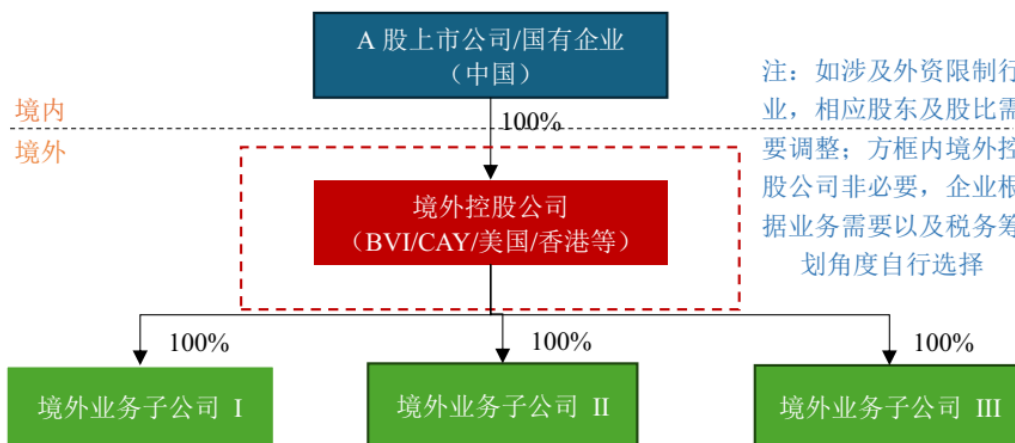 A 股上市公司/国有企业
（中国）
注：如涉及外资限制行
业，相应股东及股比需
要调整；方框内境外控
股公司非必要，企业根
据业务需要以及税务筹
划角度自行选择
境内
100%
境外
境外控股公司
（BVI/CAY/美国/香港等）
100%
100%
100%
境外业务子公司 I
境外业务子公司 II
境外业务子公司 III